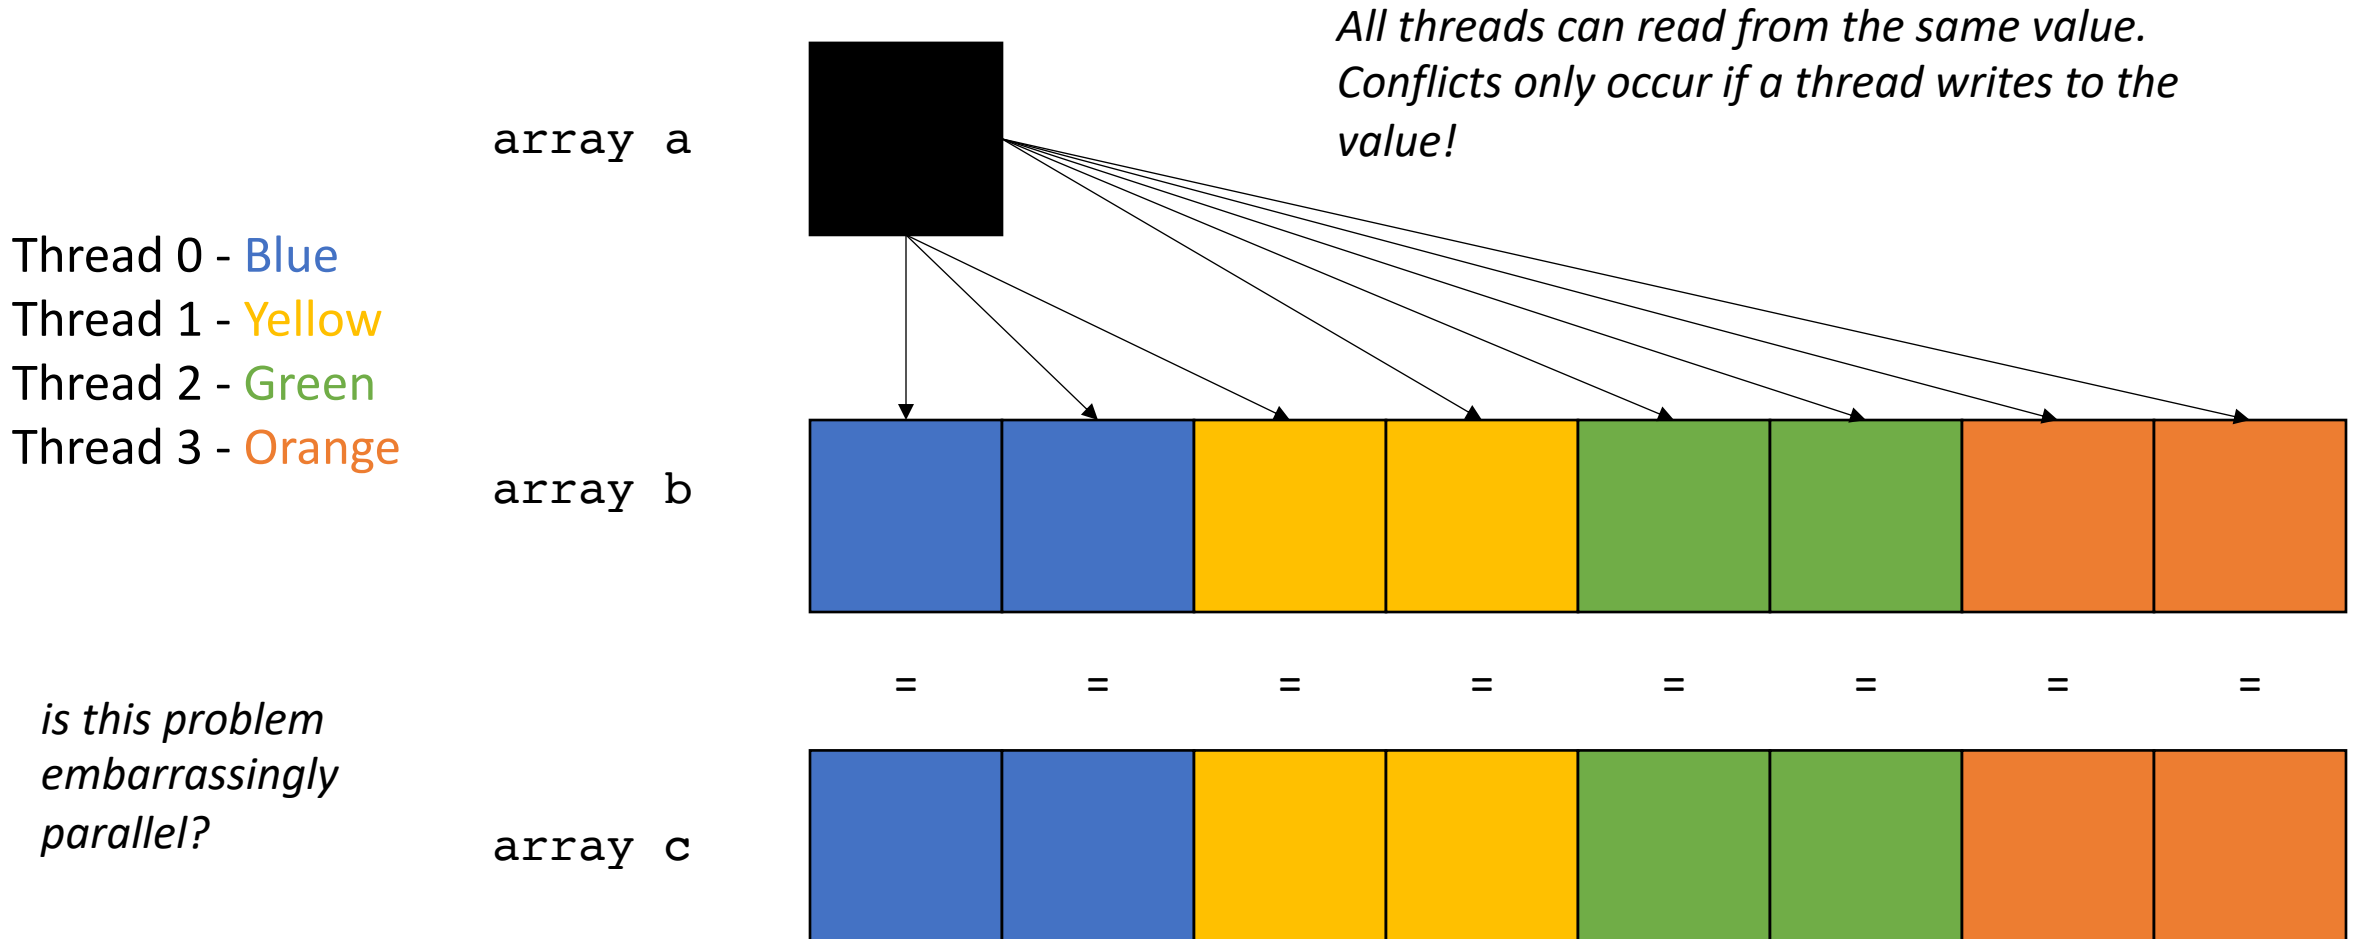 All threads can read from the same value.
Conflicts only occur if a thread writes to the
value!
array a
Thread 0 - Blue
Thread 1 - Yellow
Thread 2 - Green
Thread 3 - Orange
array b
= = = = = = = =
is this problem
embarrassingly
parallel?
array c